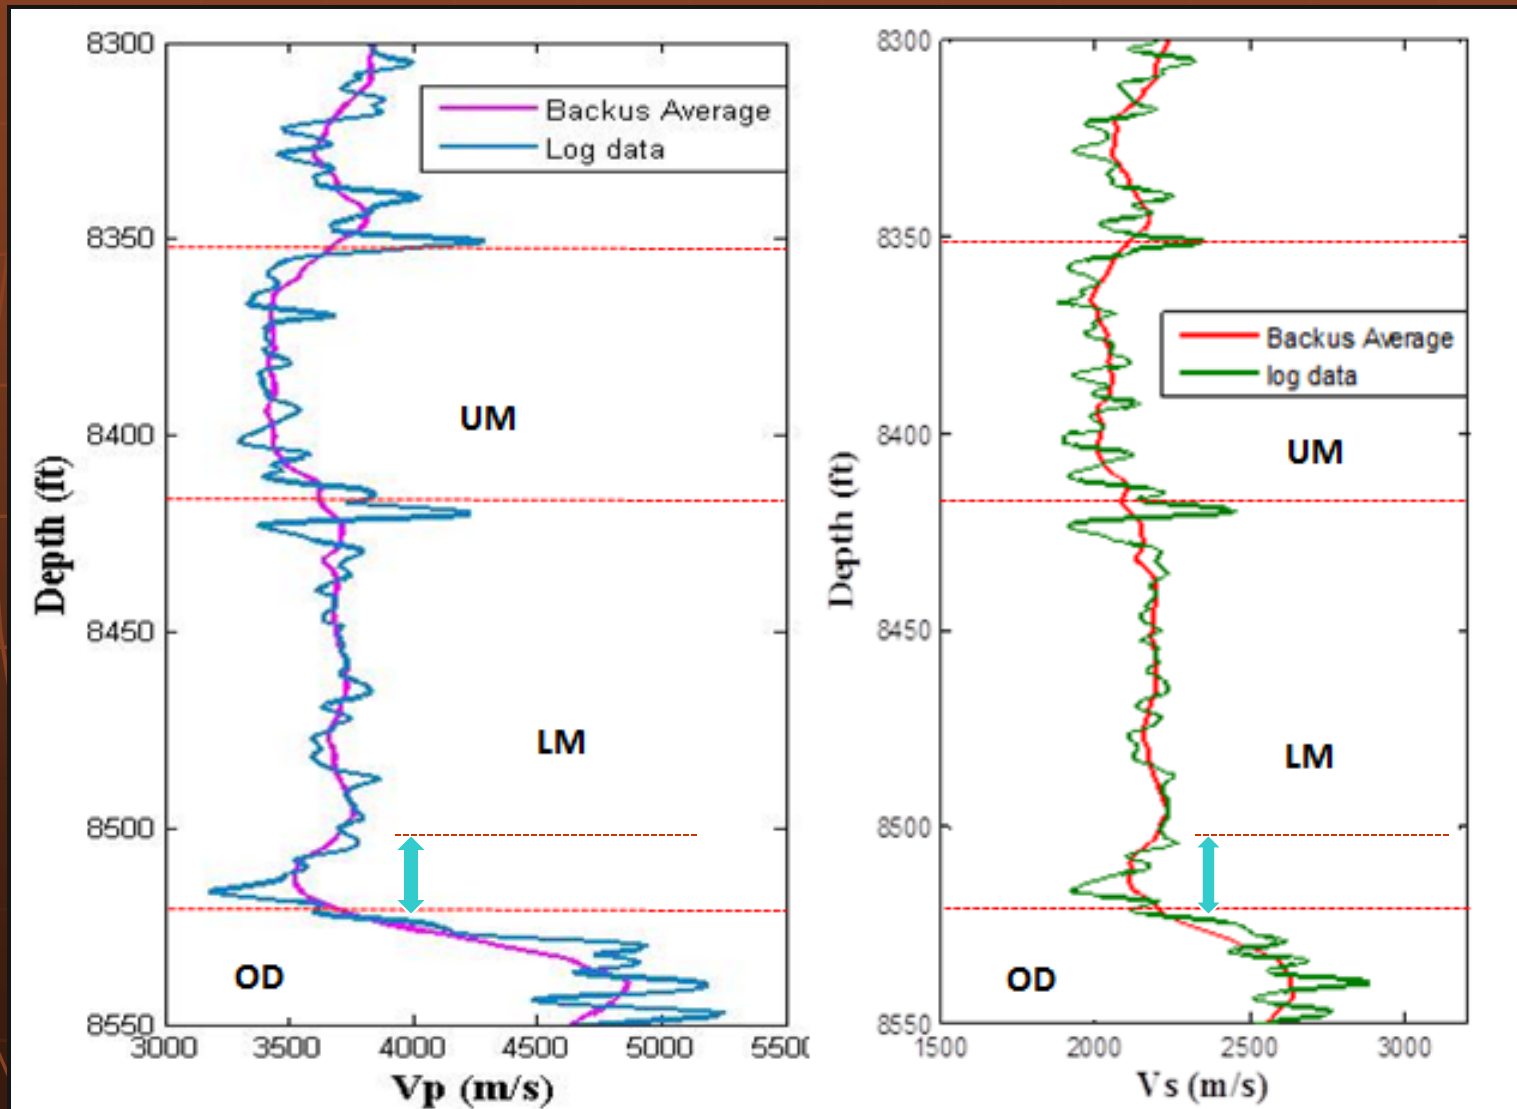 8300
8350
8400
8450
8500
8550
Depth (ft)
Backus Average
Log data
UM
LM
OD
3000 3500 4000 4500 5000 550
Vp (m/s)
8300
8350
8400
8450
8500
8550
Depth (ft)
Backus Average
log data
UM
LM
OD
1500 2000 2500 3000
Vs (m/s)